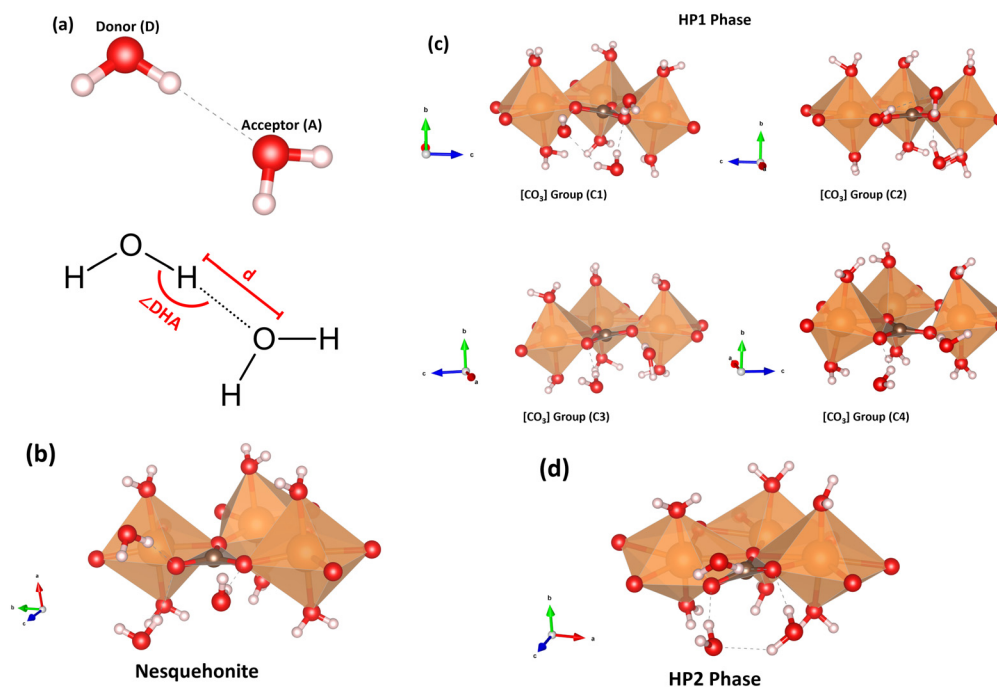 (a)
Donor (D)
Acceptor (A)
O
H H
d
∠DHA
O H
H
(c)
HP1 Phase
b
c
[CO₃] Group (C1)
b
c
[CO₃] Group (C2)
b
c
a
[CO₃] Group (C3)
b
a
c
[CO₃] Group (C4)
(b)
a
b
c
Nesquehonite
(d)
b
a
c
HP2 Phase